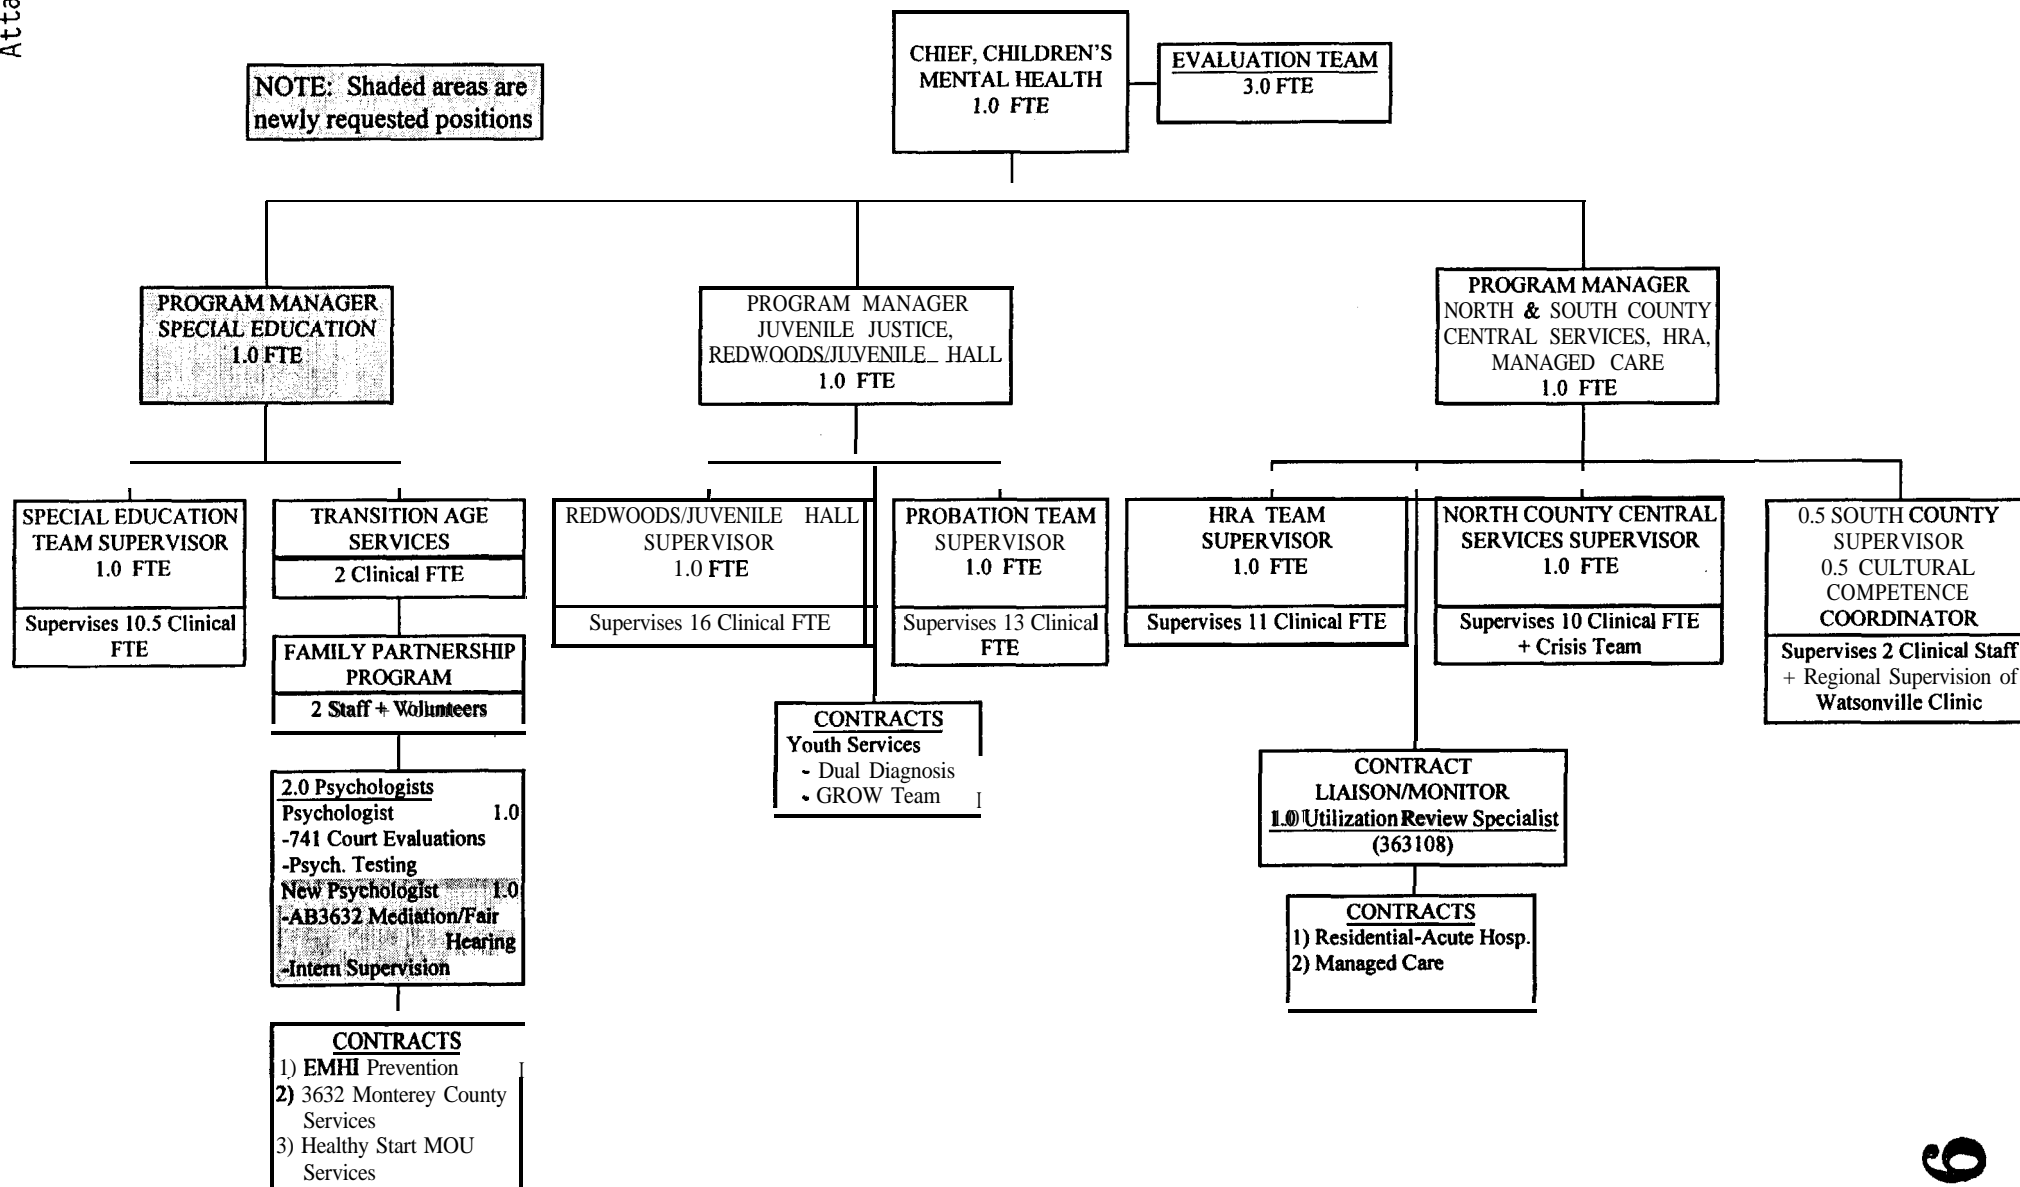 Atta
CHIEF, CHILDREN'S
MENTAL HEALTH
1.0 FTE
EVALUATION TEAM
3.0 FTE
NOTE: Shaded areas are
newly requested positions
PROGRAM MANAGER
SPECIAL EDUCATION
1.0 FTE
PROGRAM MANAGER
JUVENILE JUSTICE,
REDWOODS/JUVENILE HALL
1.0 FTE
PROGRAM MANAGER
NORTH & SOUTH COUNTY
CENTRAL SERVICES, HRA,
MANAGED CARE
1.0 FTE
SPECIAL EDUCATION
TEAM SUPERVISOR
1.0 FTE
Supervises 10.5 Clinical
FTE
TRANSITION AGE
SERVICES
2 Clinical FTE
FAMILY PARTNERSHIP
PROGRAM
2 Staff + Volunteers
2.0 Psychologists
Psychologist 1.0
-741 Court Evaluations
-Psych. Testing
New Psychologist 1.0
-AB3632 Mediation/Fair
Hearing
-Intern Supervision
CONTRACTS
1) EMHI Prevention
2) 3632 Monterey County
Services
3) Healthy Start MOU
Services
REDWOODS/JUVENILE HALL
SUPERVISOR
1.0 FTE
Supervises 16 Clinical FTE
PROBATION TEAM
SUPERVISOR
1.0 FTE
Supervises 13 Clinical
FTE
CONTRACTS
Youth Services
- Dual Diagnosis
- GROW Team
HRA TEAM
SUPERVISOR
1.0 FTE
Supervises 11 Clinical FTE
NORTH COUNTY CENTRAL
SERVICES SUPERVISOR
1.0 FTE
Supervises 10 Clinical FTE
+ Crisis Team
0.5 SOUTH COUNTY
SUPERVISOR
0.5 CULTURAL
COMPETENCE
COORDINATOR
Supervises 2 Clinical Staff
+ Regional Supervision of
Watsonville Clinic
CONTRACT
LIAISON/MONITOR
1.0 Utilization Review Specialist
(363108)
CONTRACTS
1) Residential-Acute Hosp.
2) Managed Care